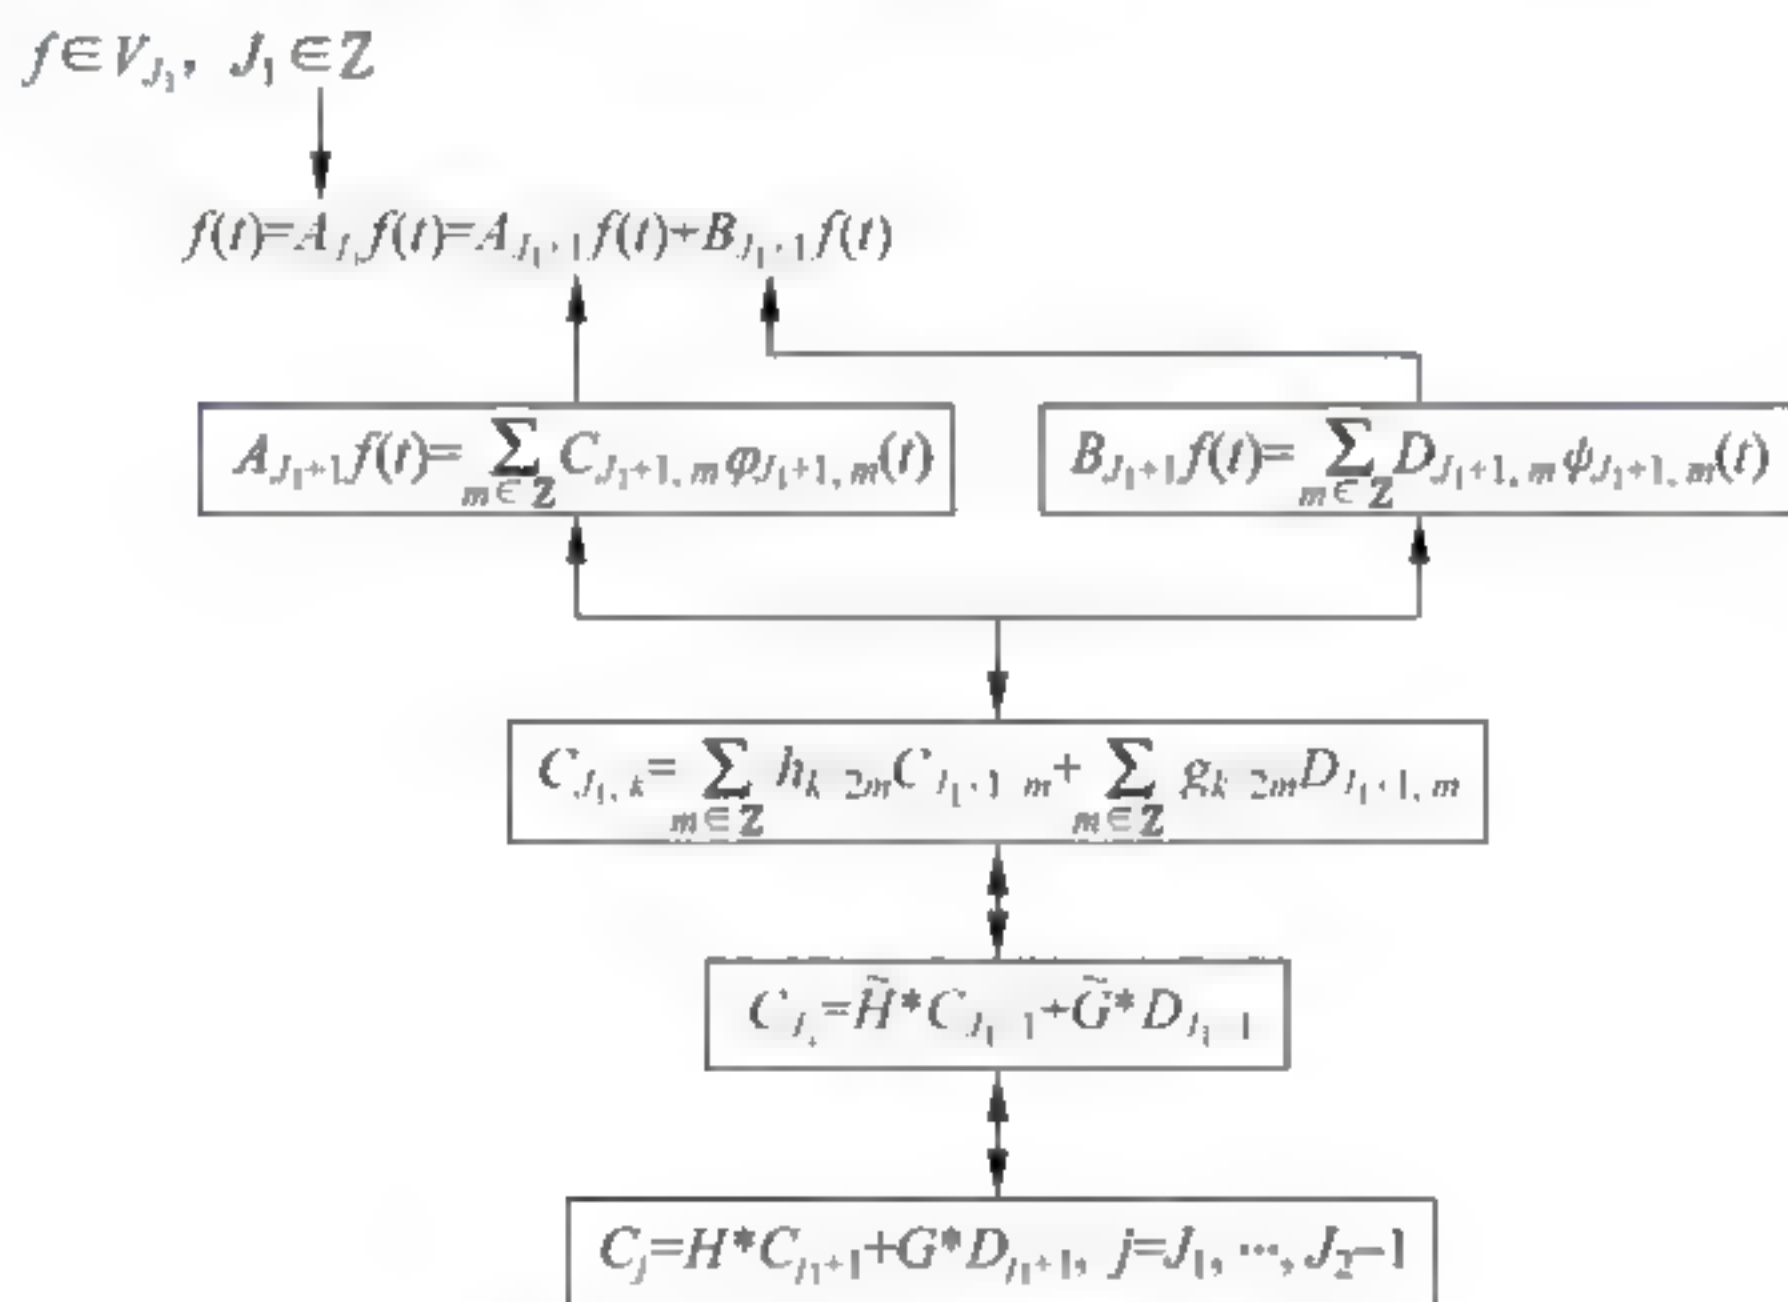 f∈V_{J_1}, J_1∈Z
f(t)=A_{J_1}f(t)=A_{J_1+1}f(t)+B_{J_1+1}f(t)
A_{J_1+1}f(t)=∑_{m∈Z}C_{J_1+1, m}φ_{J_1+1, m}(t)
B_{J_1+1}f(t)=∑_{m∈Z}D_{J_1+1, m}ψ_{J_1+1, m}(t)
C_{J_1, k}=∑_{m∈Z}h_{k-2m}C_{J_1+1, m}+∑_{m∈Z}g_{k-2m}D_{J_1+1, m}
C_{J_1}=H̃*C_{J_1+1}+G̃*D_{J_1+1}
C_j=H*C_{J_1+1}+G*D_{J_1+1}, j=J_1, ···, J_2-1